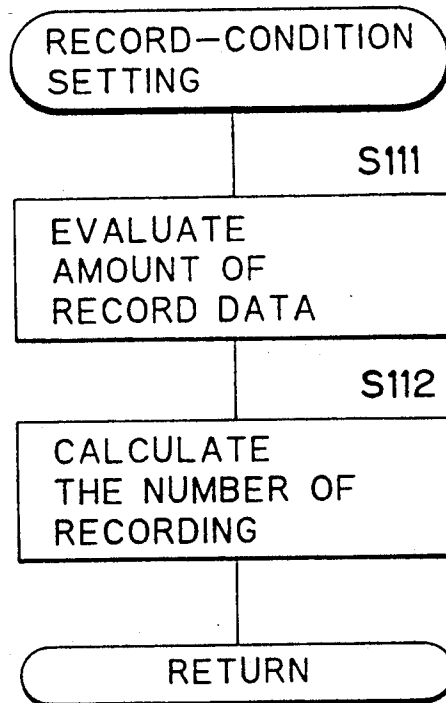 RECORD-CONDITION
SETTING
S111
EVALUATE
AMOUNT OF
RECORD DATA
S112
CALCULATE
THE NUMBER OF
RECORDING
RETURN